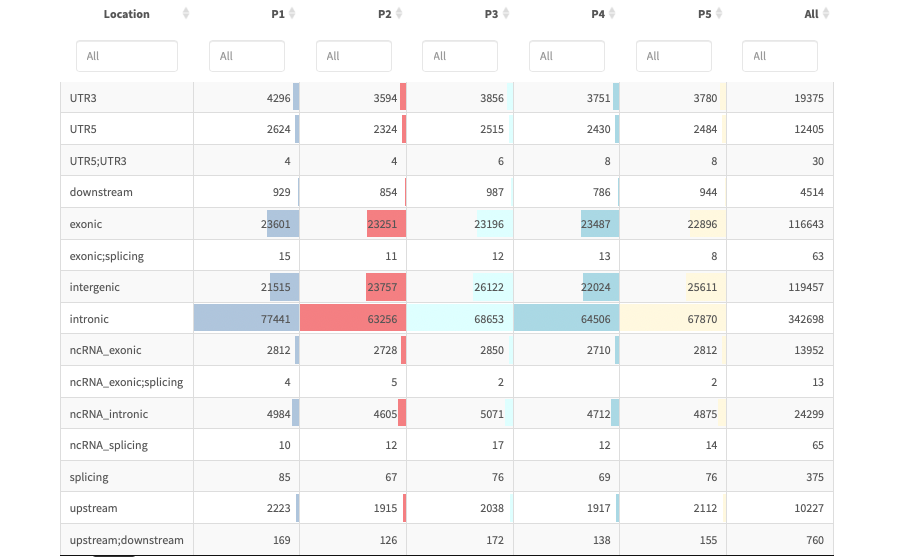 Location P1 P2 P3 P4 P5 All
All All All All All All All
UTR3 4296 3594 3856 3751 3780 19375
UTR5 2624 2324 2515 2430 2484 12405
UTR5;UTR3 4 4 6 8 8 30
downstream 929 854 987 786 944 4514
exonic 23601 23251 23196 23487 22896 116643
exonic;splicing 15 11 12 13 8 63
intergenic 21515 23757 26122 22024 25611 119457
intronic 77441 63256 68653 64506 67870 342698
ncRNA_exonic 2812 2728 2850 2710 2812 13952
ncRNA_exonic;splicing 4 5 2 2 13
ncRNA_intronic 4984 4605 5071 4712 4875 24299
ncRNA_splicing 10 12 17 12 14 65
splicing 85 67 76 69 76 375
upstream 2223 1915 2038 1917 2112 10227
upstream;downstream 169 126 172 138 155 760